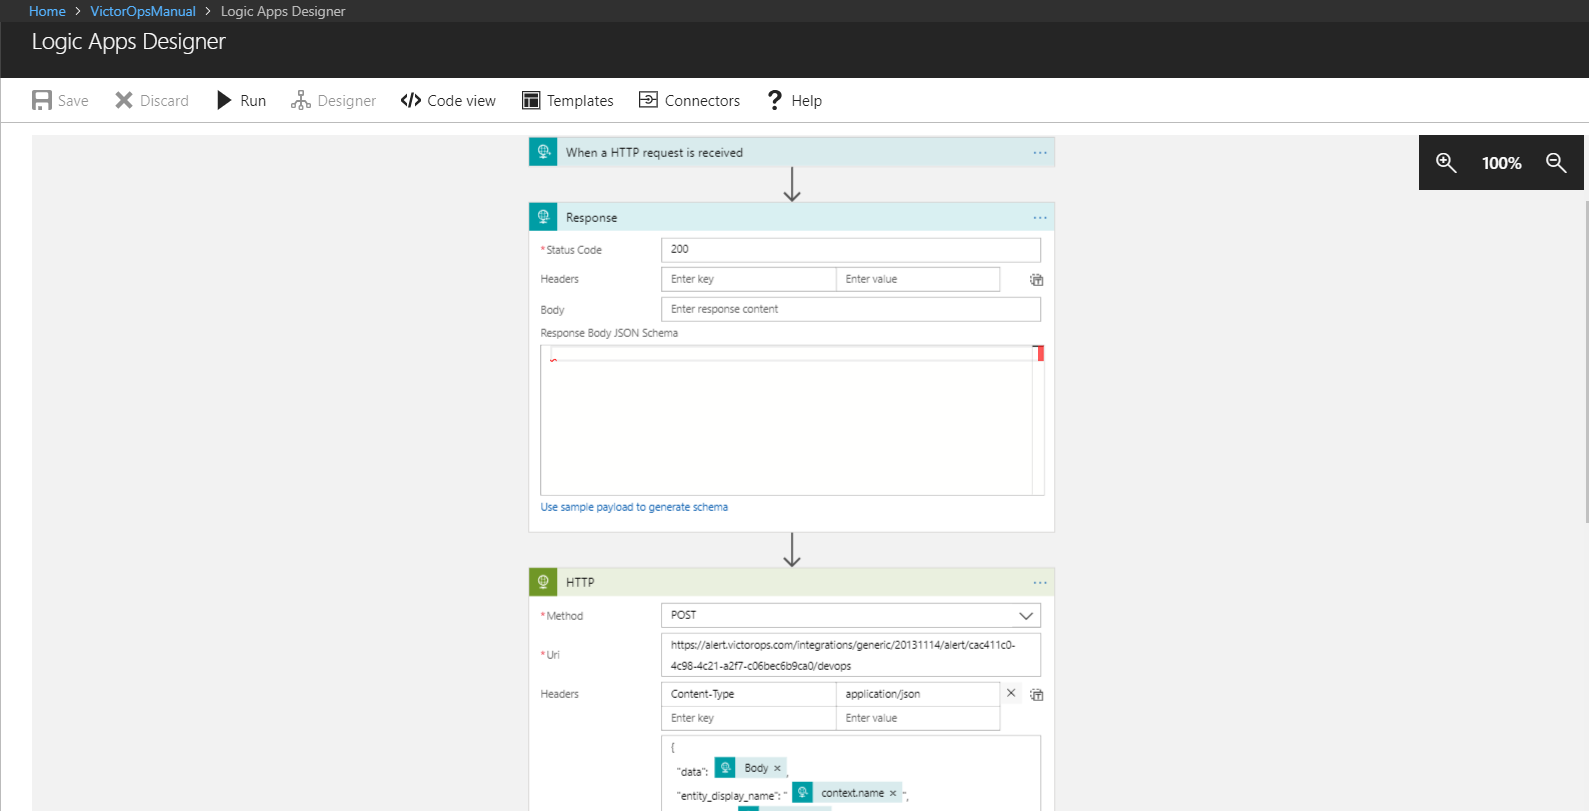 Home > VictorOpsManual > Logic Apps Designer
Logic Apps Designer
Save Discard Run Designer Code view Templates Connectors ? Help
When a HTTP request is received ...
100%
Response ...
*Status Code 200
Headers Enter key Enter value
Body Enter response content
Response Body JSON Schema
Use sample payload to generate schema
HTTP ...
*Method POST
*Uri https://alert.victorops.com/integrations/generic/20131114/alert/cac411c0-
4c98-4c21-a2f7-c06bec6b9ca0/devops
Headers Content-Type application/json ×
Enter key Enter value
{
"data": Body × ,
"entity_display_name": " context.name × ",